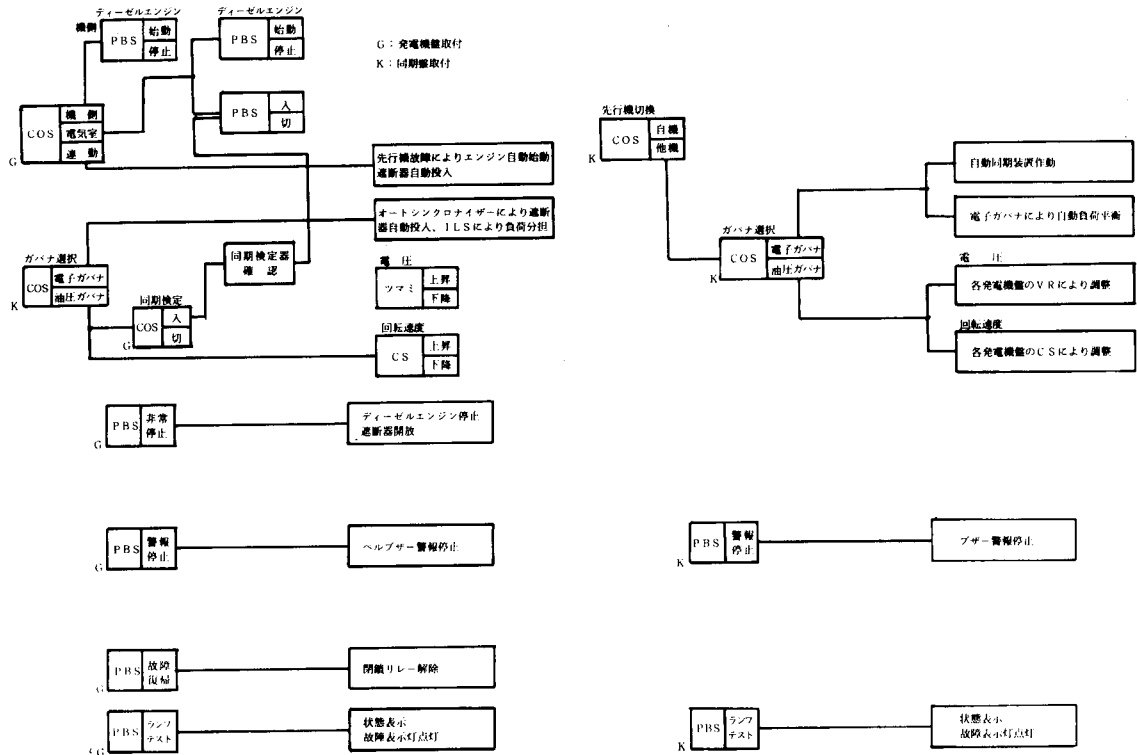 ディーゼルエンジン
機側
PBS
始動
停止
ディーゼルエンジン
PBS
始動
停止
G：発電機盤取付
K：同期盤取付
PBS
入
切
COS
機側
電気室
連動
G
先行機故障によりエンジン自動始動
遮断器自動投入
オートシンクロナイザーにより遮断
器自動投入、ILSにより負荷分担
ガバナ選択
COS
電子ガバナ
油圧ガバナ
K
同期検定器
確認
同期検定
COS
入
切
G
電圧
ツマミ
上昇
下降
回転速度
CS
上昇
下降
先行機切換
COS
自機
他機
K
自動同期装置作動
電子ガバナにより自動負荷平衡
ガバナ選択
COS
電子ガバナ
油圧ガバナ
K
電圧
各発電機盤のVRにより調整
回転速度
各発電機盤のCSにより調整
PBS
非常
停止
G
ディーゼルエンジン停止
遮断器開放
PBS
警報
停止
G
ベルブザー警報停止
PBS
警報
停止
K
ブザー警報停止
PBS
故障
復帰
G
閉鎖リレー解除
PBS
ランプ
テスト
G
状態表示
故障表示灯点灯
PBS
ランプ
テスト
K
状態表示
故障表示灯点灯